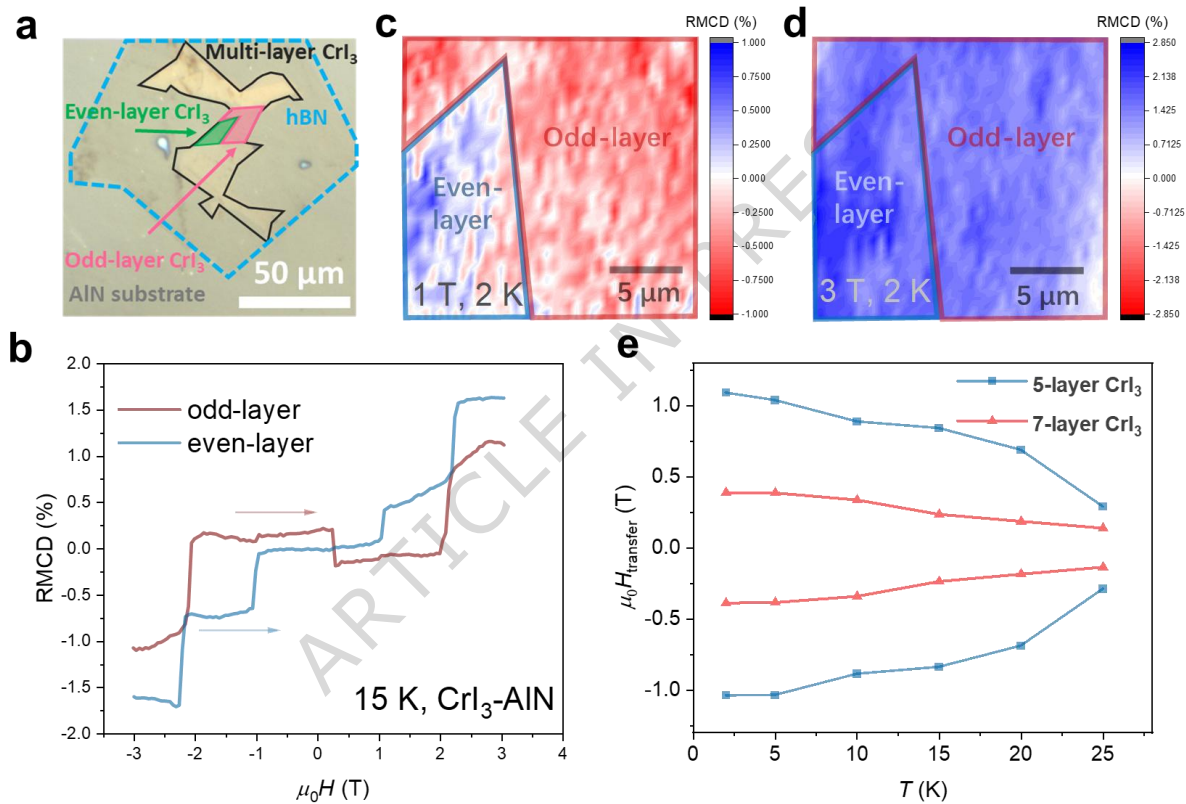 a
Multi-layer CrI₃
Even-layer CrI₃
hBN
Odd-layer CrI₃
50 μm
AlN substrate
c
RMCD (%)
Odd-layer
Even-
layer
1 T, 2 K
5 μm
1.000
0.7500
0.5000
0.2500
0.000
-0.2500
-0.5000
-0.7500
-1.000
d
RMCD (%)
Odd-layer
Even-
layer
3 T, 2 K
5 μm
2.850
2.138
1.425
0.7125
0.000
-0.7125
-1.425
-2.138
-2.850
b
2.0
1.5
1.0
0.5
0.0
-0.5
-1.0
-1.5
-2.0
RMCD (%)
odd-layer
even-layer
15 K, CrI₃-AlN
-3
-2
-1
0
1
2
3
4
μ₀H (T)
e
1.0
0.5
0.0
-0.5
-1.0
μ₀H_transfer (T)
5-layer CrI₃
7-layer CrI₃
5
10
15
20
25
T (K)
ARTICLE IN PRES